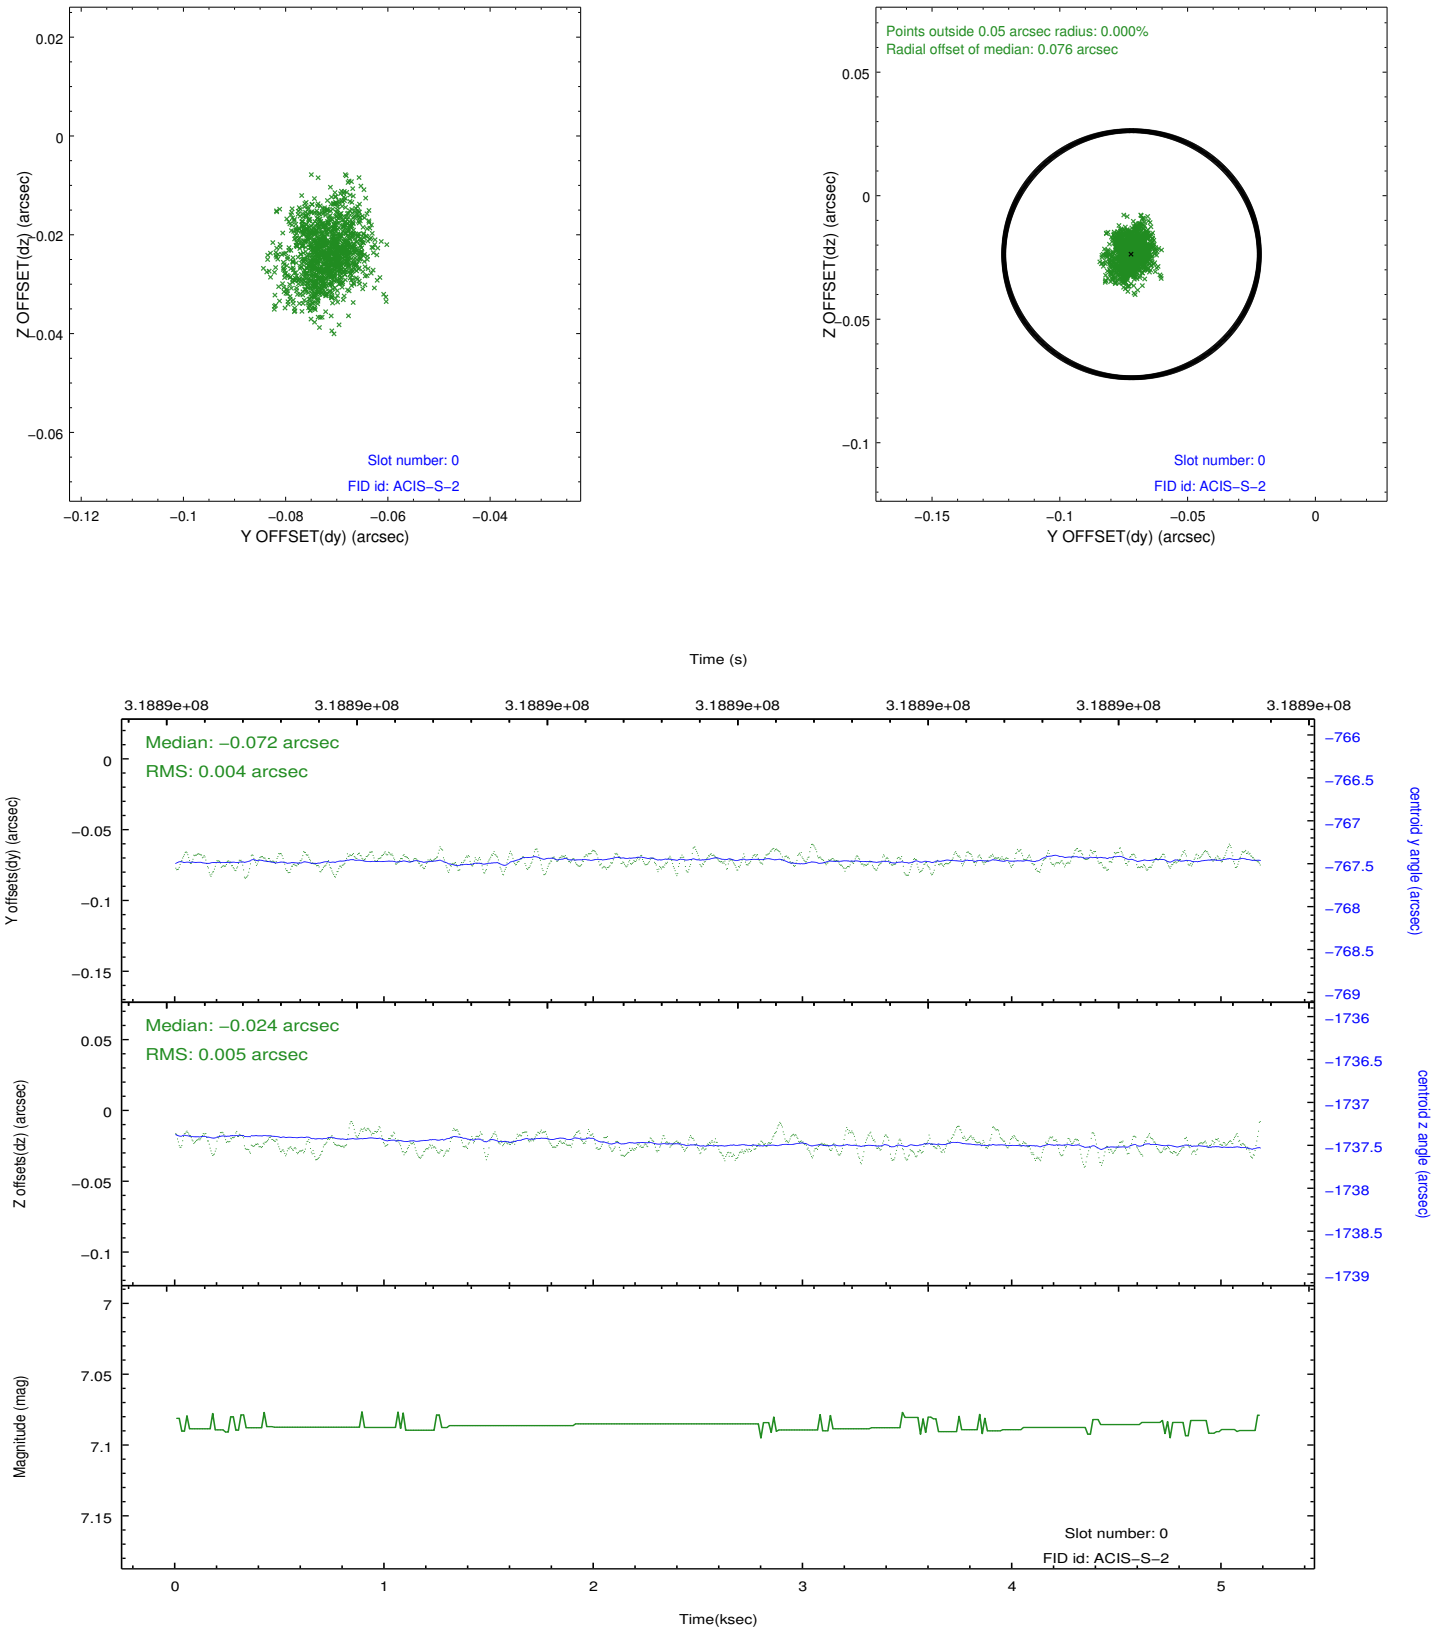 0.02
0
−0.02
−0.04
−0.06
Z OFFSET(dz) (arcsec)
Slot number: 0
FID id: ACIS−S−2
−0.12
−0.1
−0.08
−0.06
−0.04
Y OFFSET(dy) (arcsec)
Points outside 0.05 arcsec radius: 0.000%
Radial offset of median: 0.076 arcsec
0.05
0
−0.05
−0.1
Z OFFSET(dz) (arcsec)
Slot number: 0
FID id: ACIS−S−2
−0.15
−0.1
−0.05
0
Y OFFSET(dy) (arcsec)
Time (s)
3.1889e+08
3.1889e+08
3.1889e+08
3.1889e+08
3.1889e+08
3.1889e+08
3.1889e+08
Median: −0.072 arcsec
RMS: 0.004 arcsec
0
−0.05
−0.1
−0.15
Y offsets(dy) (arcsec)
−766
−766.5
−767
−767.5
−768
−768.5
−769
centroid y angle (arcsec)
Median: −0.024 arcsec
RMS: 0.005 arcsec
0.05
0
−0.05
−0.1
Z offsets(dz) (arcsec)
−1736
−1736.5
−1737
−1737.5
−1738
−1738.5
−1739
centroid z angle (arcsec)
7
7.05
7.1
7.15
Magnitude (mag)
Slot number: 0
FID id: ACIS−S−2
0
1
2
3
4
5
Time(ksec)